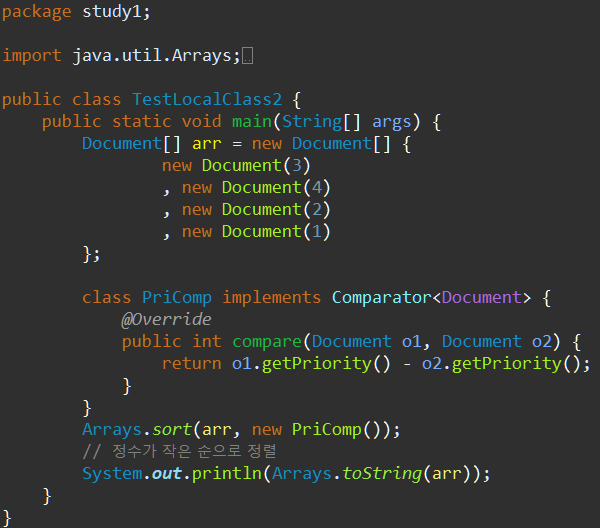 package study1;
import java.util.Arrays;
public class TestLocalClass2 {
    public static void main(String[] args) {
        Document[] arr = new Document[] {
                new Document(3)
                , new Document(4)
                , new Document(2)
                , new Document(1)
        };
        class PriComp implements Comparator<Document> {
            @Override
            public int compare(Document o1, Document o2) {
                return o1.getPriority() - o2.getPriority();
            }
        }
        Arrays.sort(arr, new PriComp());
        // 정수가 작은 순으로 정렬
        System.out.println(Arrays.toString(arr));
    }
}